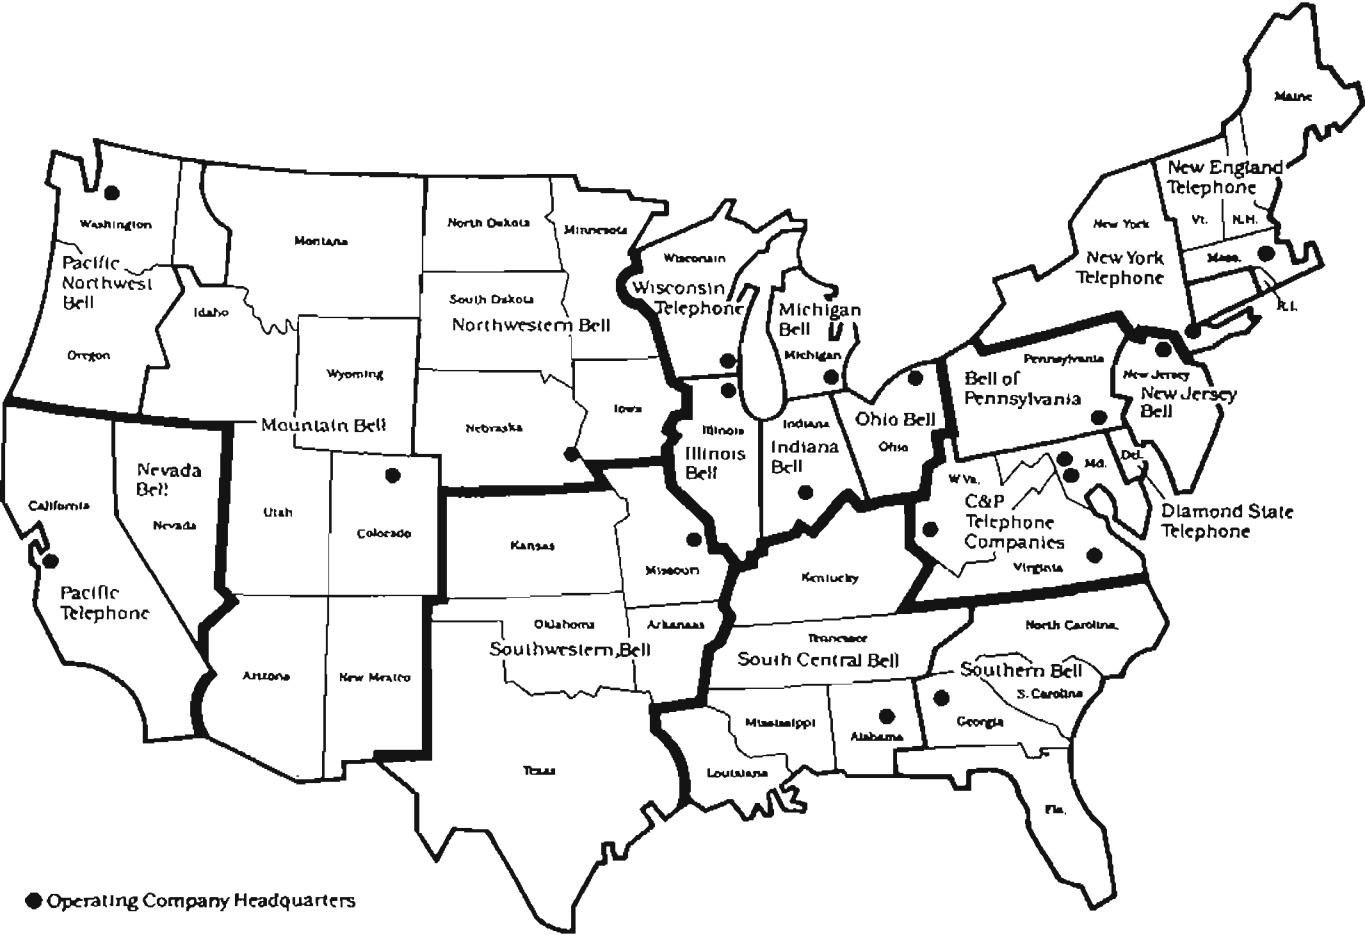 Maine
New England
Telephone
Vt.
N.H.
Mass.
R.I.
New York
New York
Telephone
Washington
Pacific
Northwest
Bell
Oregon
Idaho
Montana
North Dakota
Minnesota
South Dakota
Northwestern Bell
Wyoming
Mountain Bell
Nebraska
Iowa
Wisconsin
Wisconsin
Telephone
Michigan
Bell
Michigan
Illinois
Illinois
Bell
Indiana
Indiana
Bell
Ohio Bell
Ohio
Pennsylvania
Bell of
Pennsylvania
New Jersey
New Jersey
Bell
W Va.
Md.
Del.
C&P
Telephone
Companies
Virginia
Diamond State
Telephone
Nevada
Bell
Nevada
California
Pacific
Telephone
Utah
Colorado
Arizona
New Mexico
Kansas
Missouri
Oklahoma
Arkansas
Southwestern Bell
Texas
Kentucky
Tennessee
South Central Bell
Mississippi
Alabama
Louisiana
North Carolina
Southern Bell
S. Carolina
Georgia
Fla.
Operating Company Headquarters